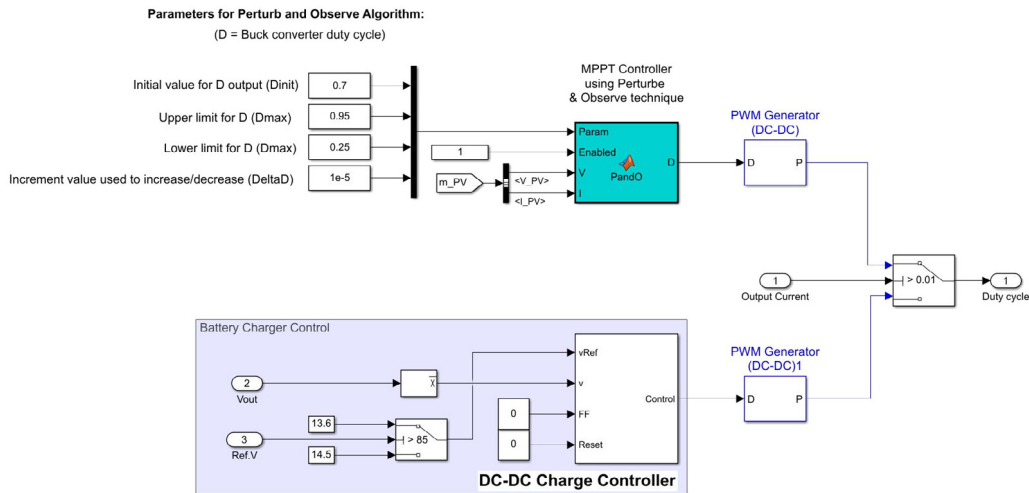 Parameters for Perturb and Observe Algorithm:
(D = Buck converter duty cycle)
Initial value for D output (Dinit)
0.7
Upper limit for D (Dmax)
0.95
Lower limit for D (Dmax)
0.25
Increment value used to increase/decrease (DeltaD)
1e-5
MPPT Controller
using Perturbe
& Observe technique
Param
Enabled
V
I
D
PandO
1
m_PV
<V_PV>
<I_PV>
PWM Generator
(DC-DC)
D
P
1
Output Current
> 0.01
1
Duty cycle
Battery Charger Control
2
Vout
x
3
Ref.V
13.6
> 85
14.5
vRef
v
FF
Reset
Control
0
0
DC-DC Charge Controller
PWM Generator
(DC-DC)1
D
P